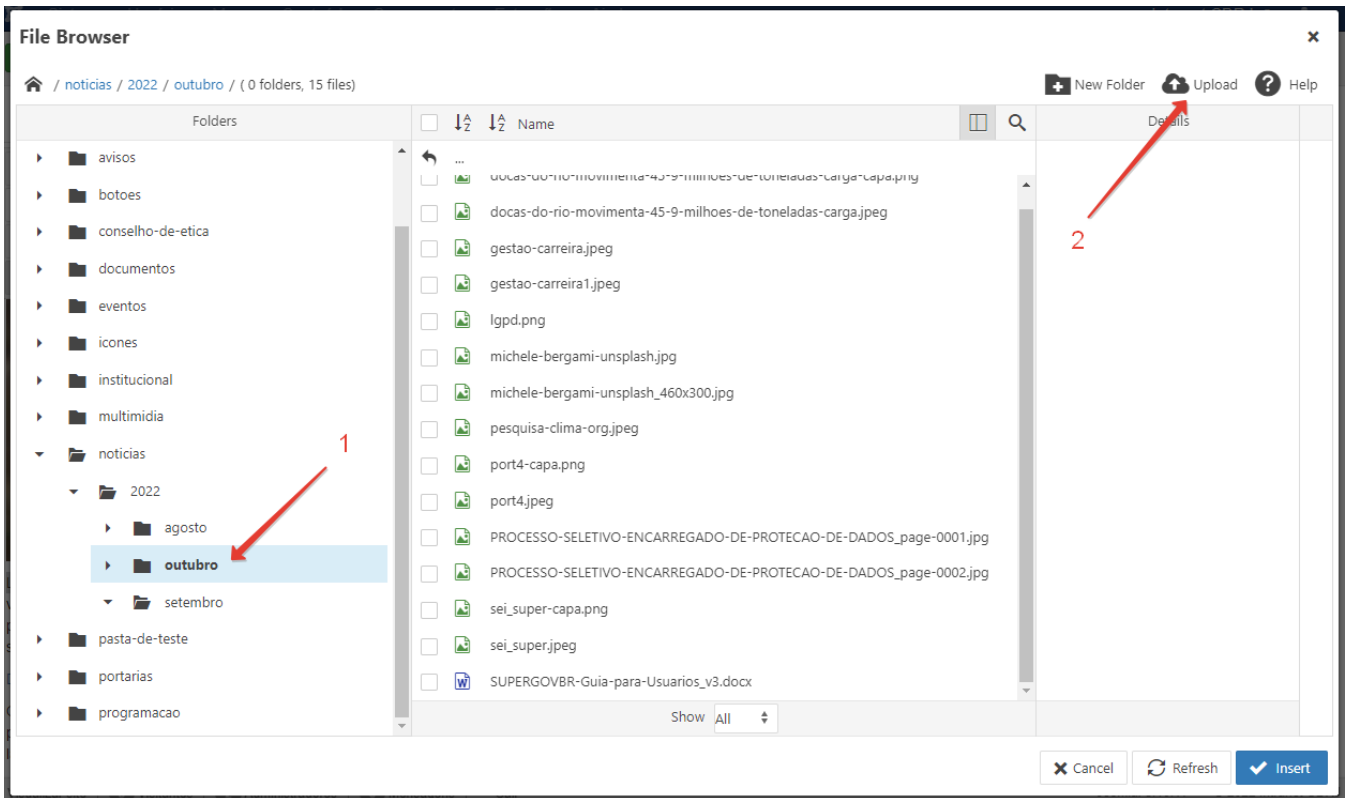 File Browser
/ noticias / 2022 / outubro / ( 0 folders, 15 files)
New Folder
Upload
Help
Folders
Name
Details
avisos
botoes
conselho-de-etica
documentos
eventos
icones
institucional
multimidia
noticias
2022
agosto
outubro
setembro
pasta-de-teste
portarias
programacao
1
...
docas-do-rio-movimenta-45-9-milhoes-de-toneladas-carga-capa.png
docas-do-rio-movimenta-45-9-milhoes-de-toneladas-carga.jpeg
gestao-carreira.jpeg
gestao-carreira1.jpeg
lgpd.png
michele-bergami-unsplash.jpg
michele-bergami-unsplash_460x300.jpg
pesquisa-clima-org.jpeg
port4-capa.png
port4.jpeg
PROCESSO-SELETIVO-ENCARREGADO-DE-PROTECAO-DE-DADOS_page-0001.jpg
PROCESSO-SELETIVO-ENCARREGADO-DE-PROTECAO-DE-DADOS_page-0002.jpg
sei_super-capa.png
sei_super.jpeg
SUPERGOVBR-Guia-para-Usuarios_v3.docx
2
Show All
Cancel
Refresh
Insert